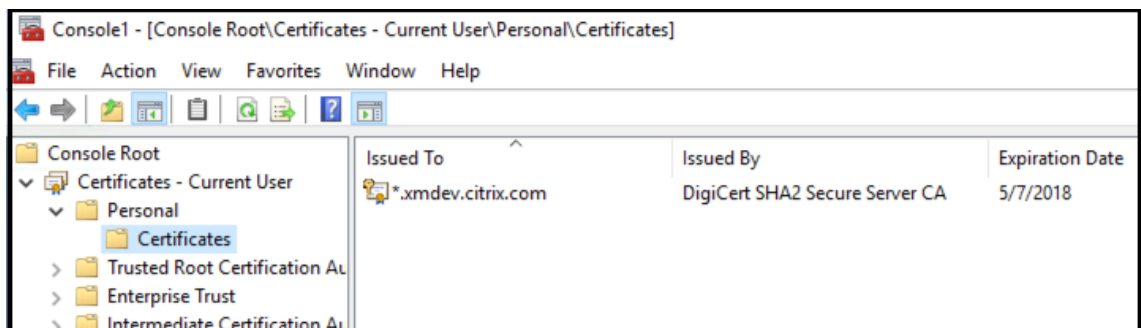 Console1 - [Console Root\Certificates - Current User\Personal\Certificates]
File Action View Favorites Window Help
Console Root
Certificates - Current User
Personal
Certificates
Trusted Root Certification Au
Enterprise Trust
Intermediate Certification Au
Issued To Issued By Expiration Date
*.xmdev.citrix.com DigiCert SHA2 Secure Server CA 5/7/2018